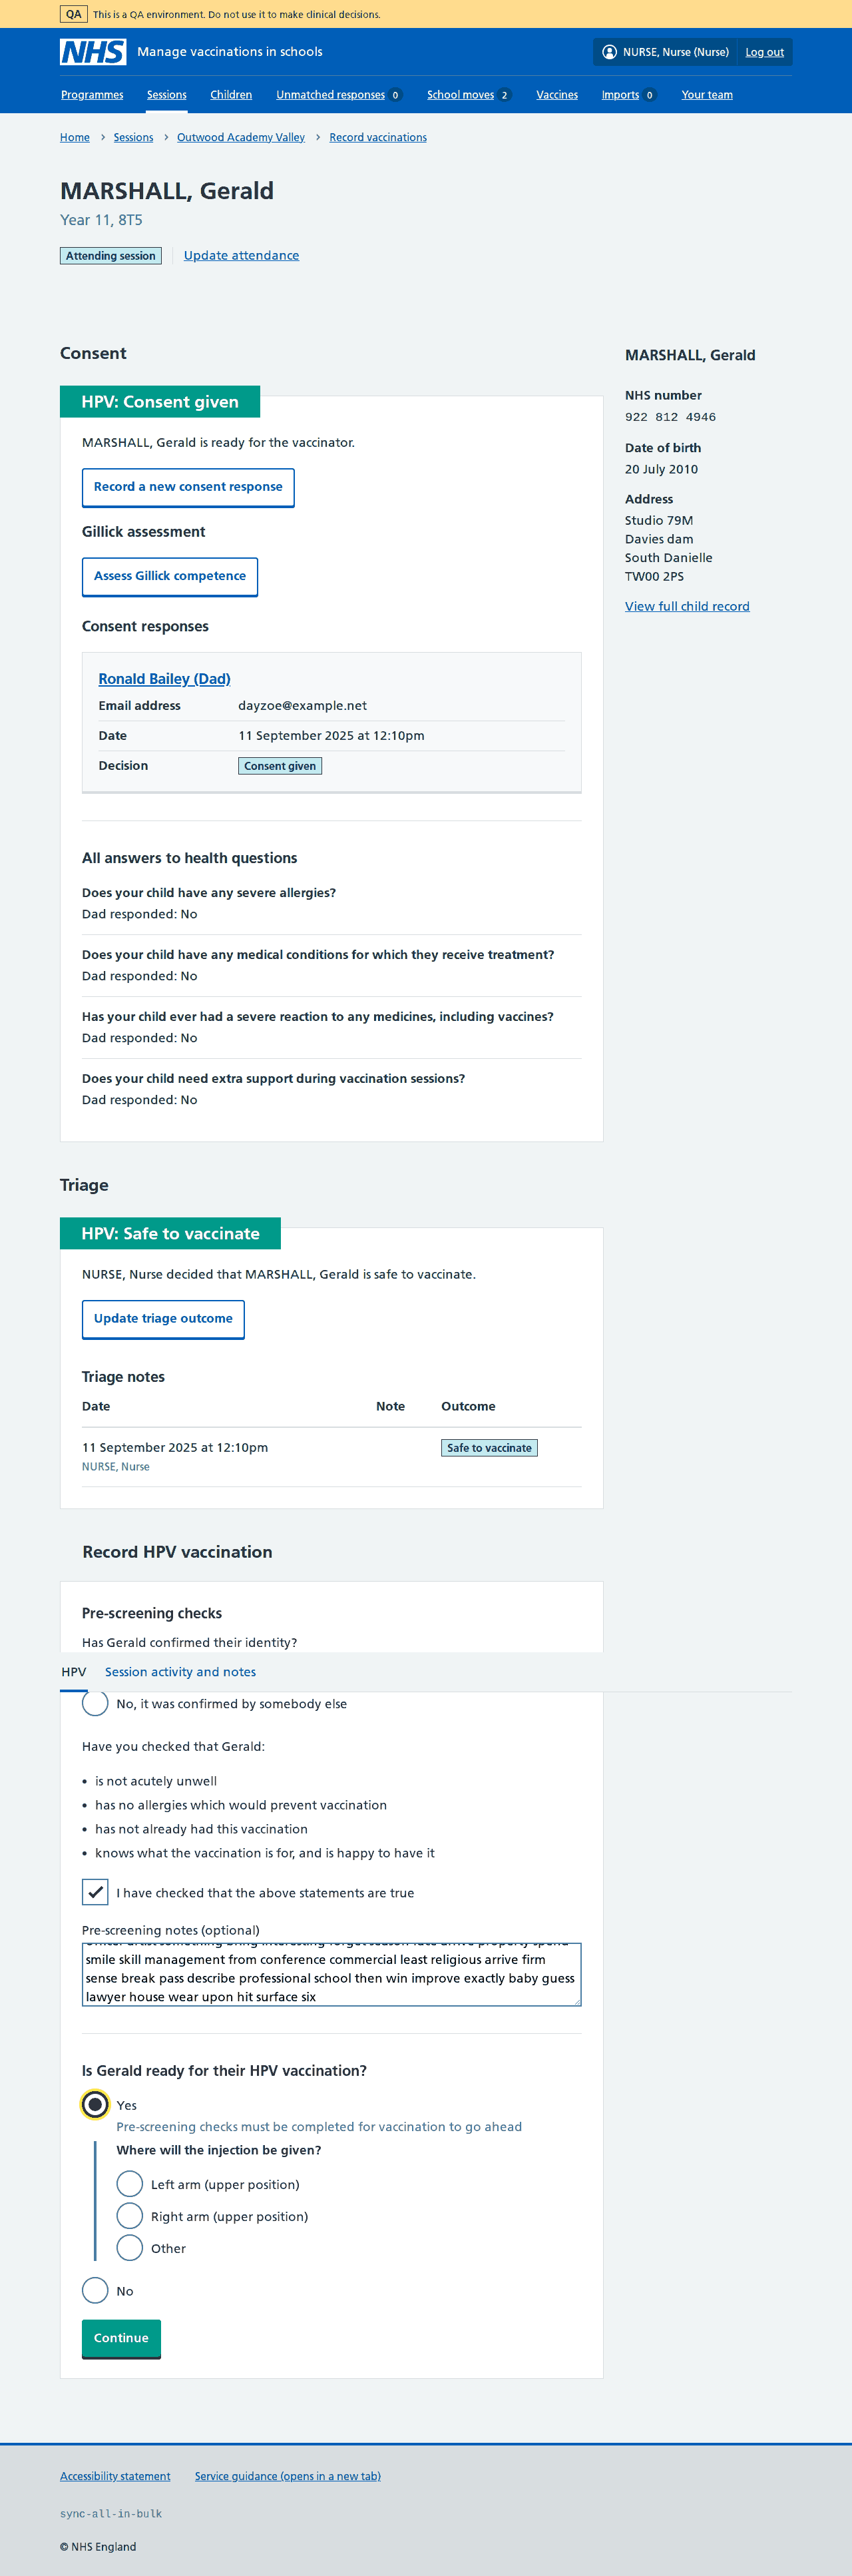 QA This is a QA environment. Do not use it to make clinical decisions.
NHS Manage vaccinations in schools NURSE, Nurse (Nurse) Log out
Programmes Sessions Children Unmatched responses 0 School moves 2 Vaccines Imports 0 Your team
Home Sessions Outwood Academy Valley Record vaccinations
MARSHALL, Gerald
Year 11, 8T5
Attending session Update attendance
Consent
HPV: Consent given
MARSHALL, Gerald is ready for the vaccinator.
Record a new consent response
Gillick assessment
Assess Gillick competence
Consent responses
Ronald Bailey (Dad)
Email address dayzoe@example.net
Date 11 September 2025 at 12:10pm
Decision Consent given
All answers to health questions
Does your child have any severe allergies?
Dad responded: No
Does your child have any medical conditions for which they receive treatment?
Dad responded: No
Has your child ever had a severe reaction to any medicines, including vaccines?
Dad responded: No
Does your child need extra support during vaccination sessions?
Dad responded: No
MARSHALL, Gerald
NHS number
922 812 4946
Date of birth
20 July 2010
Address
Studio 79M
Davies dam
South Danielle
TW00 2PS
View full child record
Triage
HPV: Safe to vaccinate
NURSE, Nurse decided that MARSHALL, Gerald is safe to vaccinate.
Update triage outcome
Triage notes
Date Note Outcome
11 September 2025 at 12:10pm Safe to vaccinate
NURSE, Nurse
Record HPV vaccination
Pre-screening checks
Has Gerald confirmed their identity?
HPV Session activity and notes
No, it was confirmed by somebody else
Have you checked that Gerald:
• is not acutely unwell
• has no allergies which would prevent vaccination
• has not already had this vaccination
• knows what the vaccination is for, and is happy to have it
I have checked that the above statements are true
Pre-screening notes (optional)
smile skill management from conference commercial least religious arrive firm
sense break pass describe professional school then win improve exactly baby guess
lawyer house wear upon hit surface six
Is Gerald ready for their HPV vaccination?
Yes
Pre-screening checks must be completed for vaccination to go ahead
Where will the injection be given?
Left arm (upper position)
Right arm (upper position)
Other
No
Continue
Accessibility statement Service guidance (opens in a new tab)
sync-all-in-bulk
© NHS England